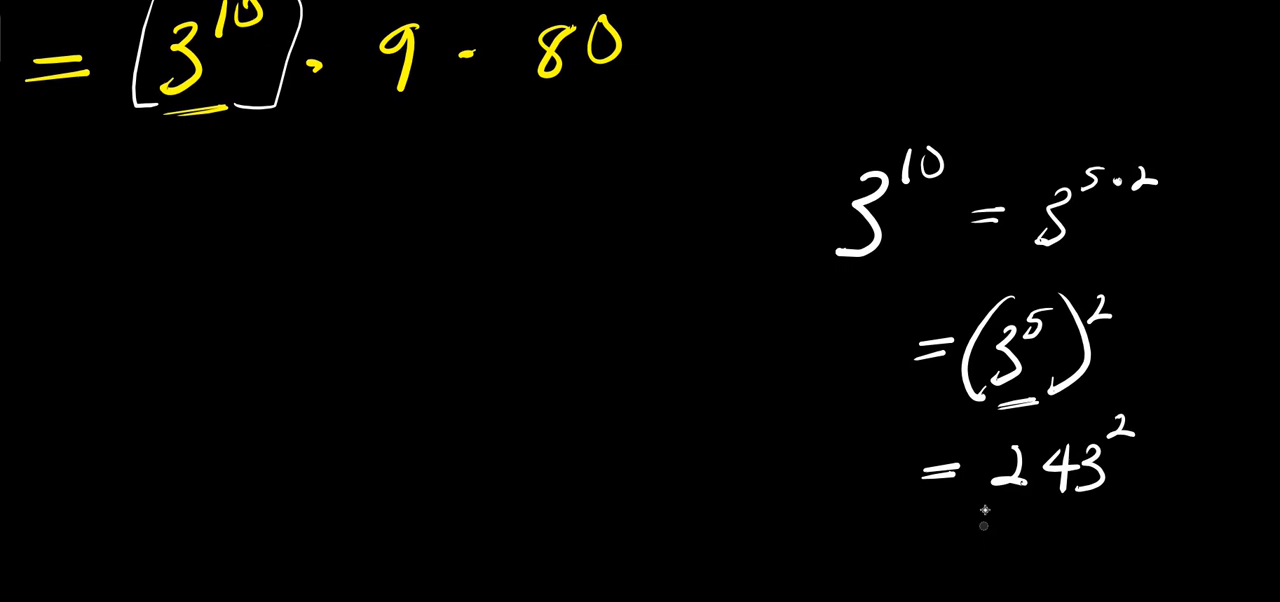 = [3^10] · 9 · 80
3^10 = 3^5·2
= (3^5)^2
= 243^2